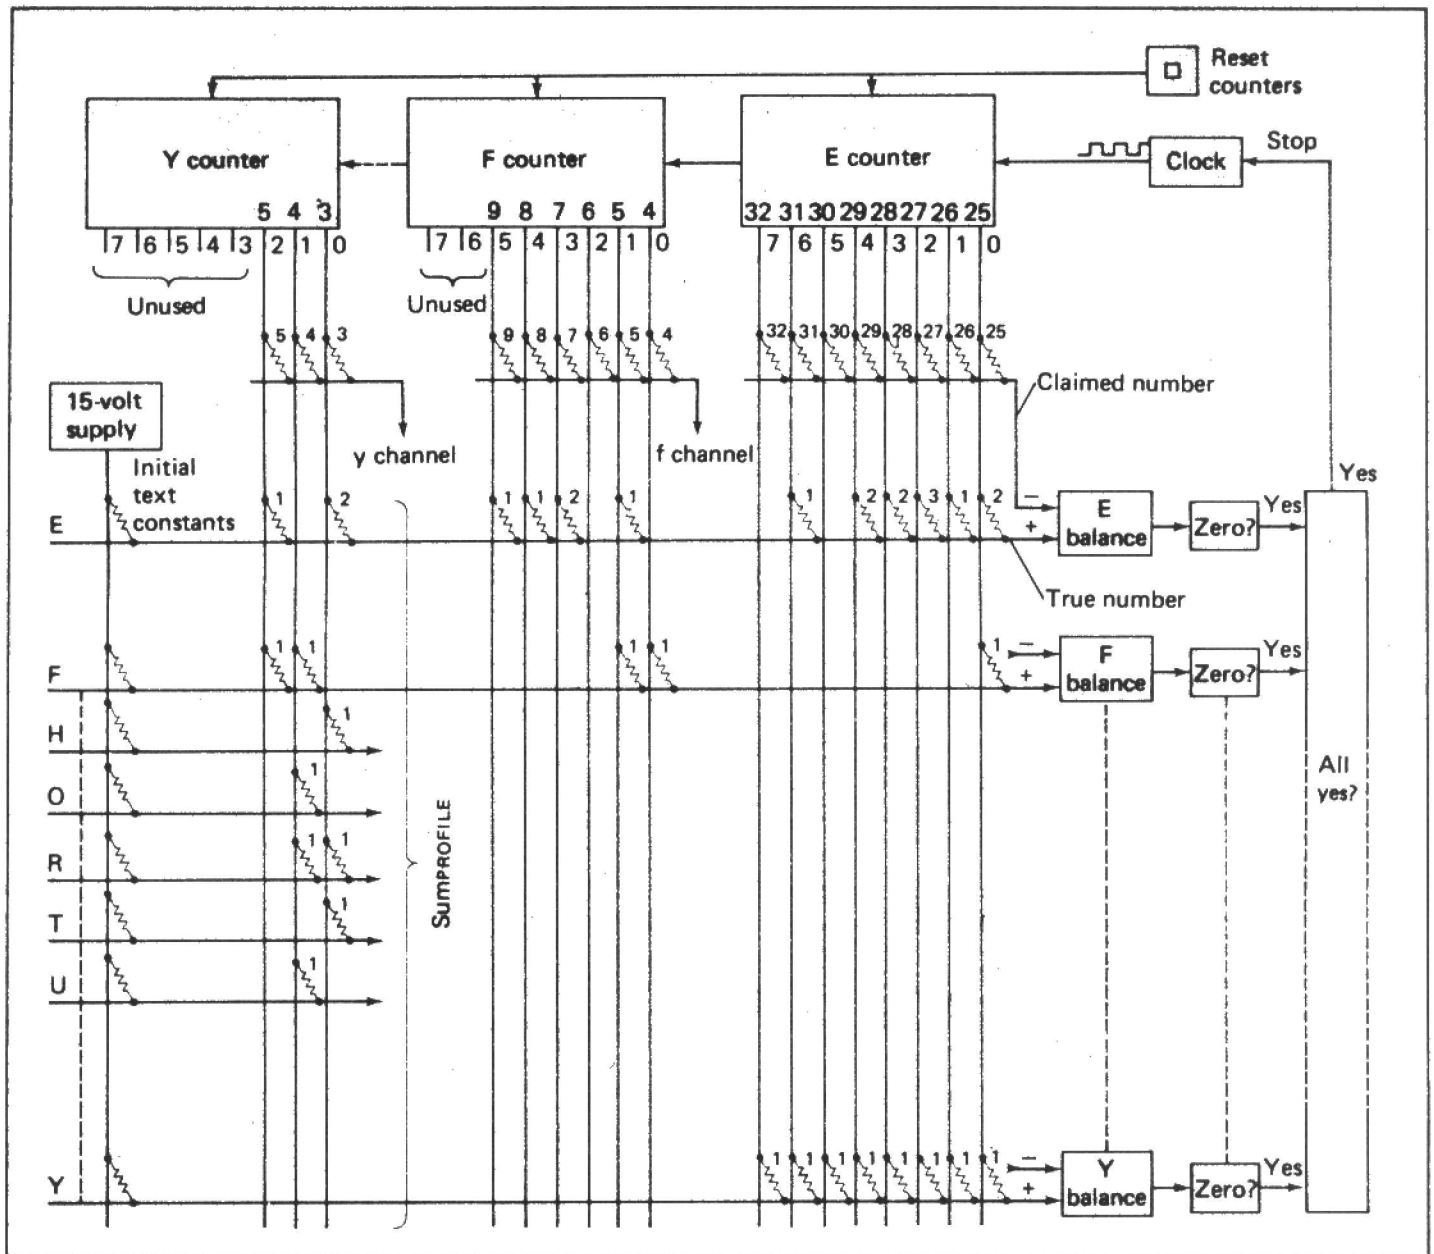 Reset
counters
Y counter
F counter
E counter
Clock
Stop
5 4 3
9 8 7 6 5 4
32 31 30 29 28 27 26 25
7 6 5 4 3 2 1 0
7 6 5 4 3 2 1 0
7 6 5 4 3 2 1 0
Unused
Unused
5 4 3
9 8 7 6 5 4
32 31 30 29 28 27 26 25
Claimed number
15-volt
supply
y channel
f channel
Initial
text
constants
Yes
E
1 2
1 1 2 1
1 2 2 3 1 2
−
+
E
balance
Zero?
Yes
True number
F
1 1
1 1
1
−
+
F
balance
Zero?
Yes
H
1
O
1
All
yes?
R
1 1
SUMPROFILE
T
1
U
1
Y
1 1 1 1 1 1 1 1
−
+
Y
balance
Zero?
Yes